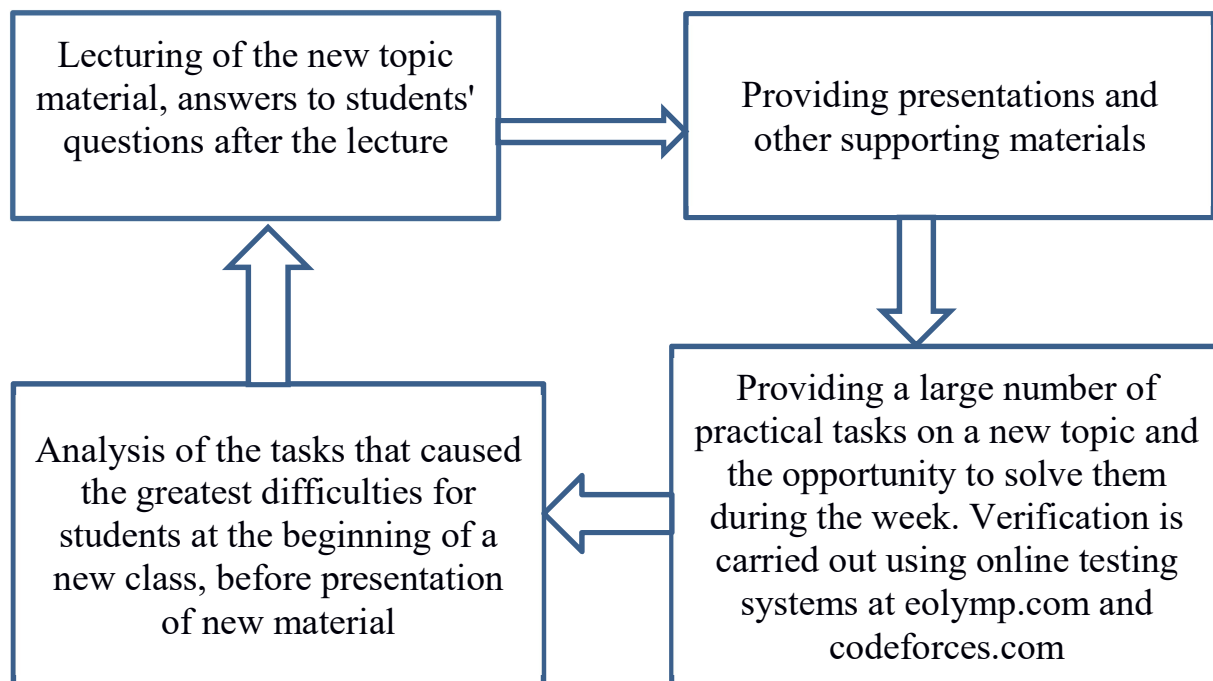 Lecturing of the new topic
material, answers to students'
questions after the lecture
Providing presentations and
other supporting materials
Providing a large number of
practical tasks on a new topic and
the opportunity to solve them
during the week. Verification is
carried out using online testing
systems at eolymp.com and
codeforces.com
Analysis of the tasks that caused
the greatest difficulties for
students at the beginning of a
new class, before presentation
of new material